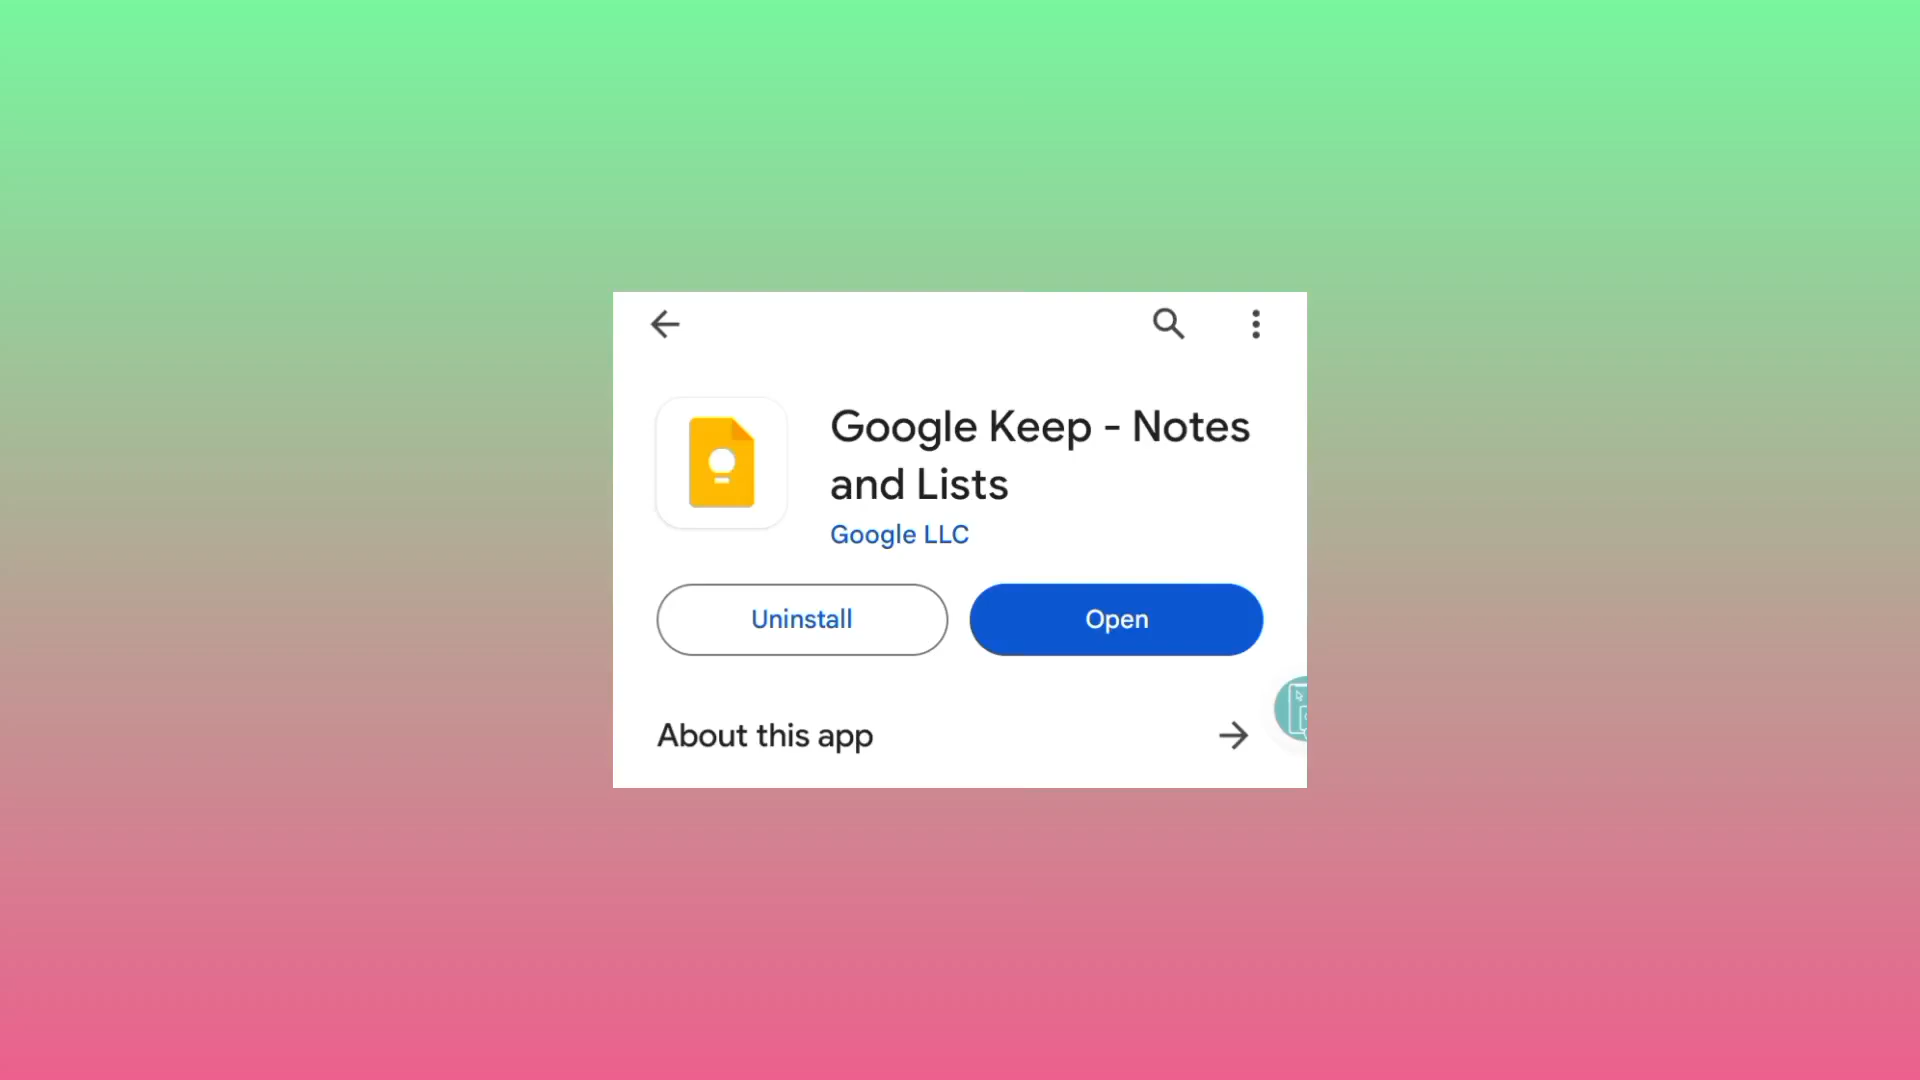 Google Keep - Notes
and Lists
Google LLC
Uninstall
Open
About this app